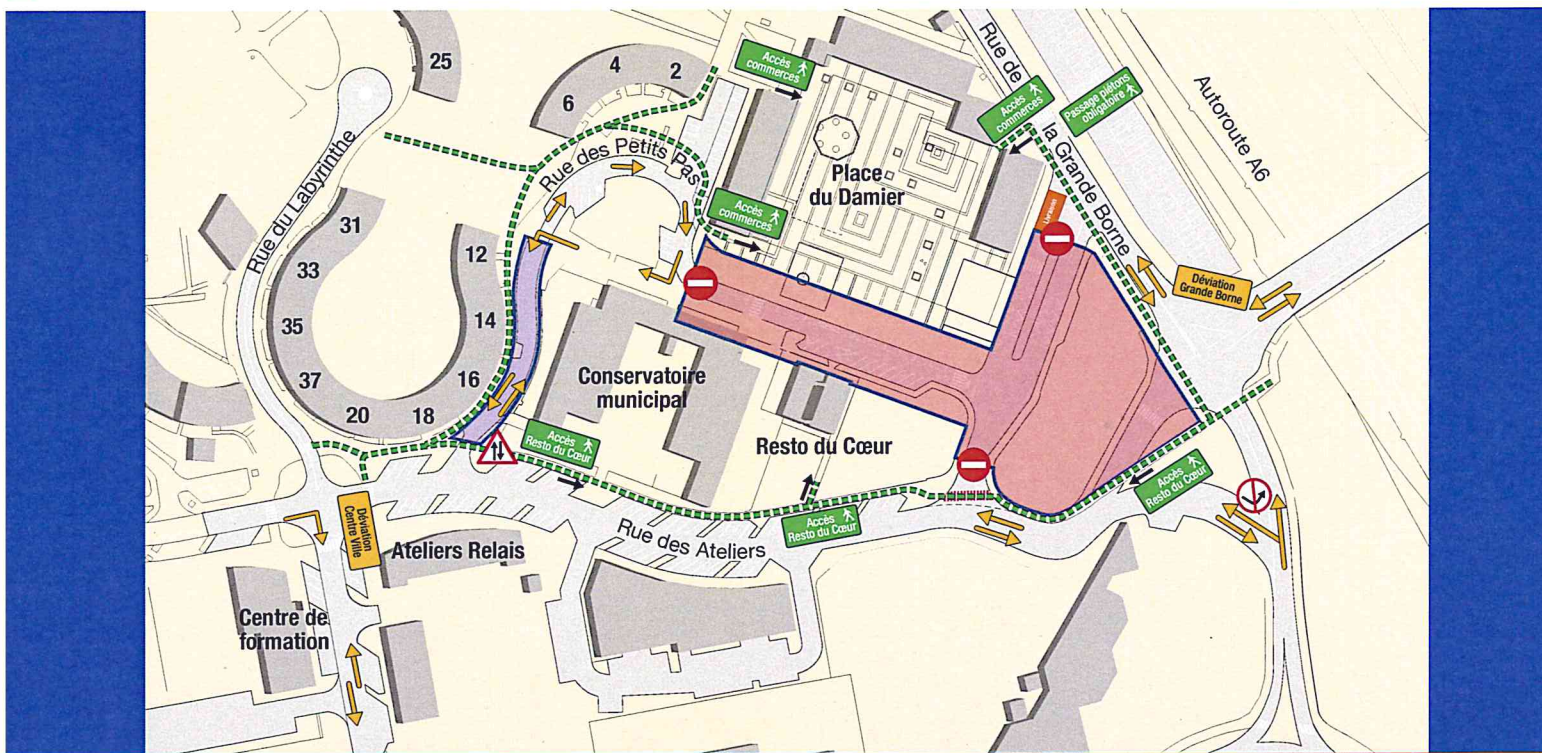 25
4
2
6
Accès
commerces
Rue de
la Grande Borne
Accès
commerces
Passage piétons
obligatoire
Autoroute A6
Rue du Labyrinthe
Rue des Petits Pas
Place
du Damier
Accès
commerces
Livraison
31
33
35
37
20
18
16
14
12
Déviation
Grande Borne
Conservatoire
municipal
Accès
Resto du Cœur
Resto du Cœur
Accès
Resto du Cœur
Accès
Resto du Cœur
Rue des Ateliers
Déviation
Centre Ville
Ateliers Relais
Centre de
formation